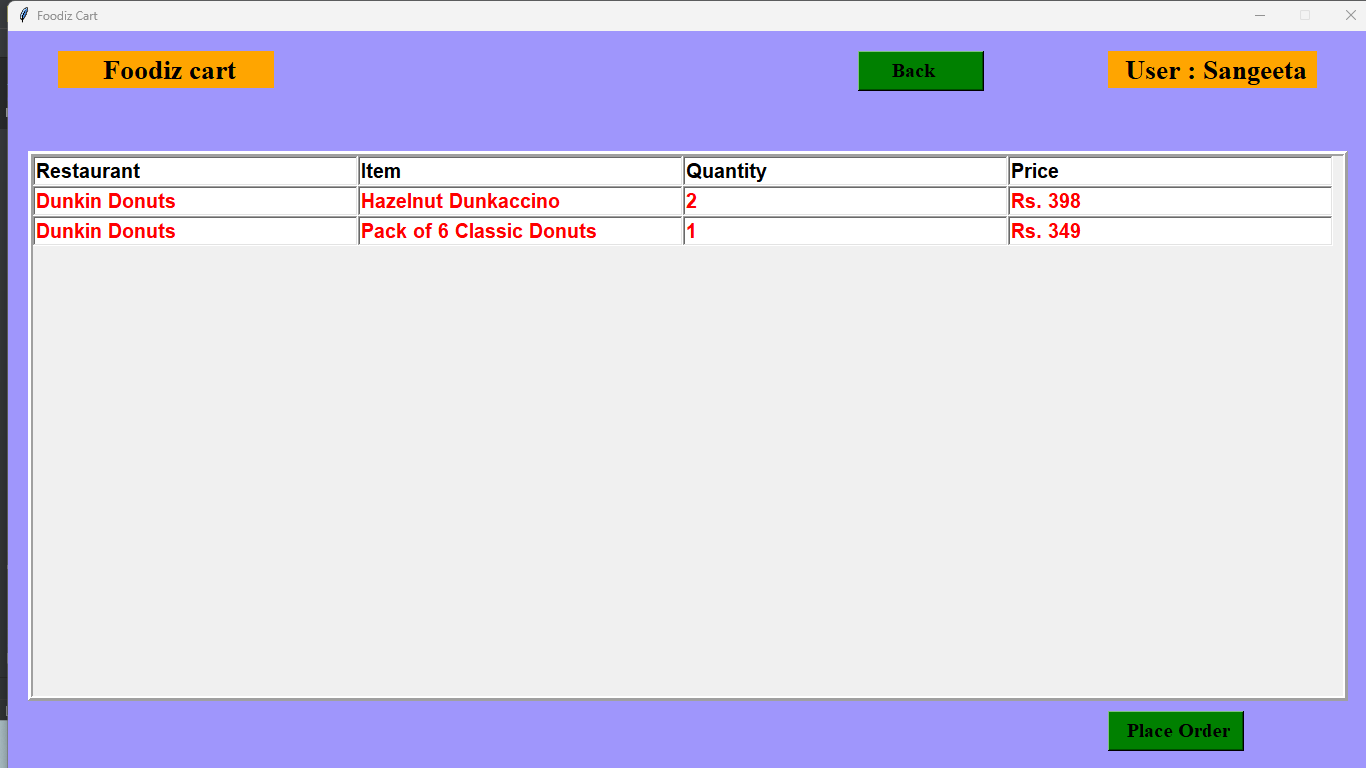 Foodiz Cart
Foodiz cart
Back
User : Sangeeta
Restaurant Item Quantity Price
Dunkin Donuts Hazelnut Dunkaccino 2 Rs. 398
Dunkin Donuts Pack of 6 Classic Donuts 1 Rs. 349
Place Order